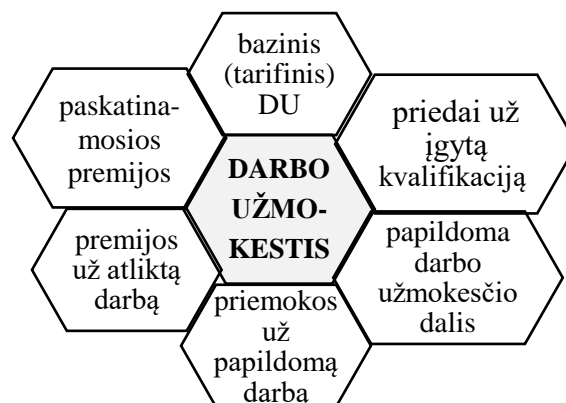 bazinis
(tarifinis)
DU
paskatina-
mosios
premijos
priedai už
įgytą
kvalifikaciją
DARBO
UŽMO-
KESTIS
premijos
už atliktą
darbą
papildoma
darbo
užmokesčio
dalis
priemokos
už
papildomą
darbą